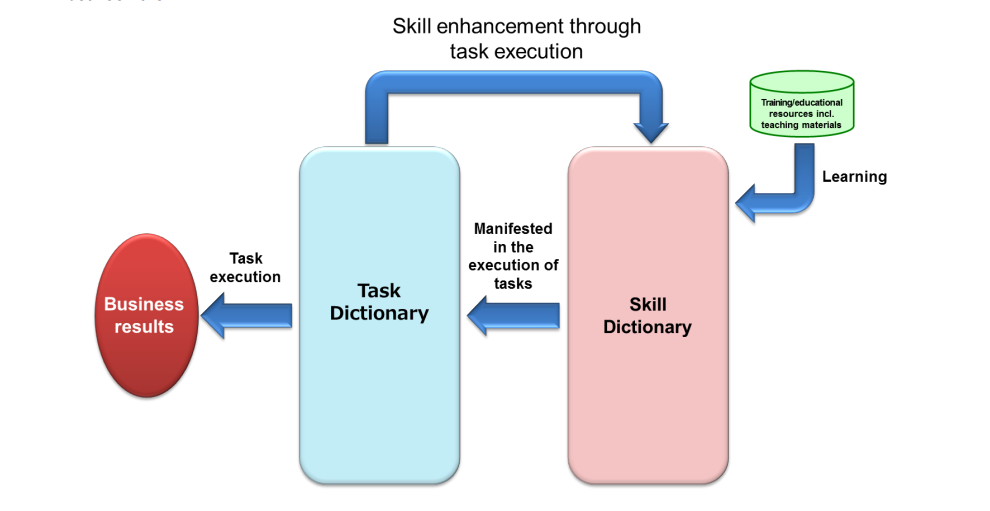 Skill enhancement through
task execution
Training/educational
resources incl.
teaching materials
Learning
Manifested
in the
execution of
tasks
Task
execution
Business
results
Task
Dictionary
Skill
Dictionary